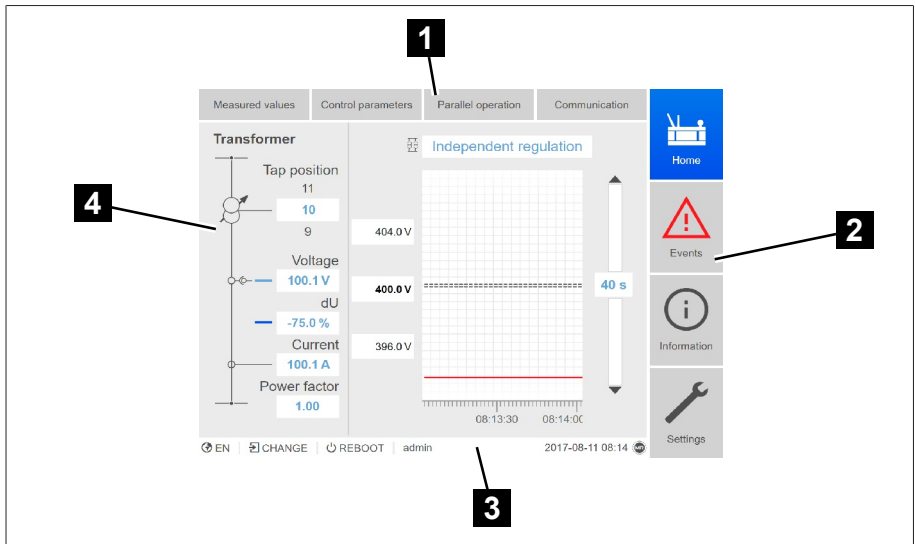 1
Measured values
Control parameters
Parallel operation
Communication
Home
Transformer
Independent regulation
Tap position
11
10
9
404.0 V
4
2
Events
Voltage
100.1 V
400.0 V
40 s
dU
-75.0 %
Current
396.0 V
Information
100.1 A
Power factor
1.00
08:13:30
08:14:00
Settings
EN
CHANGE
REBOOT
admin
2017-08-11 08:14
3